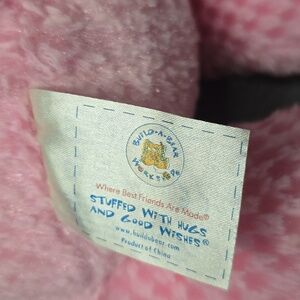 BUILD-A-BEAR
WORKSHOP
Where Best Friends Are Made®
STUFFED WITH HUGS
AND GOOD WISHES®
www.buildabear.com
Product of China